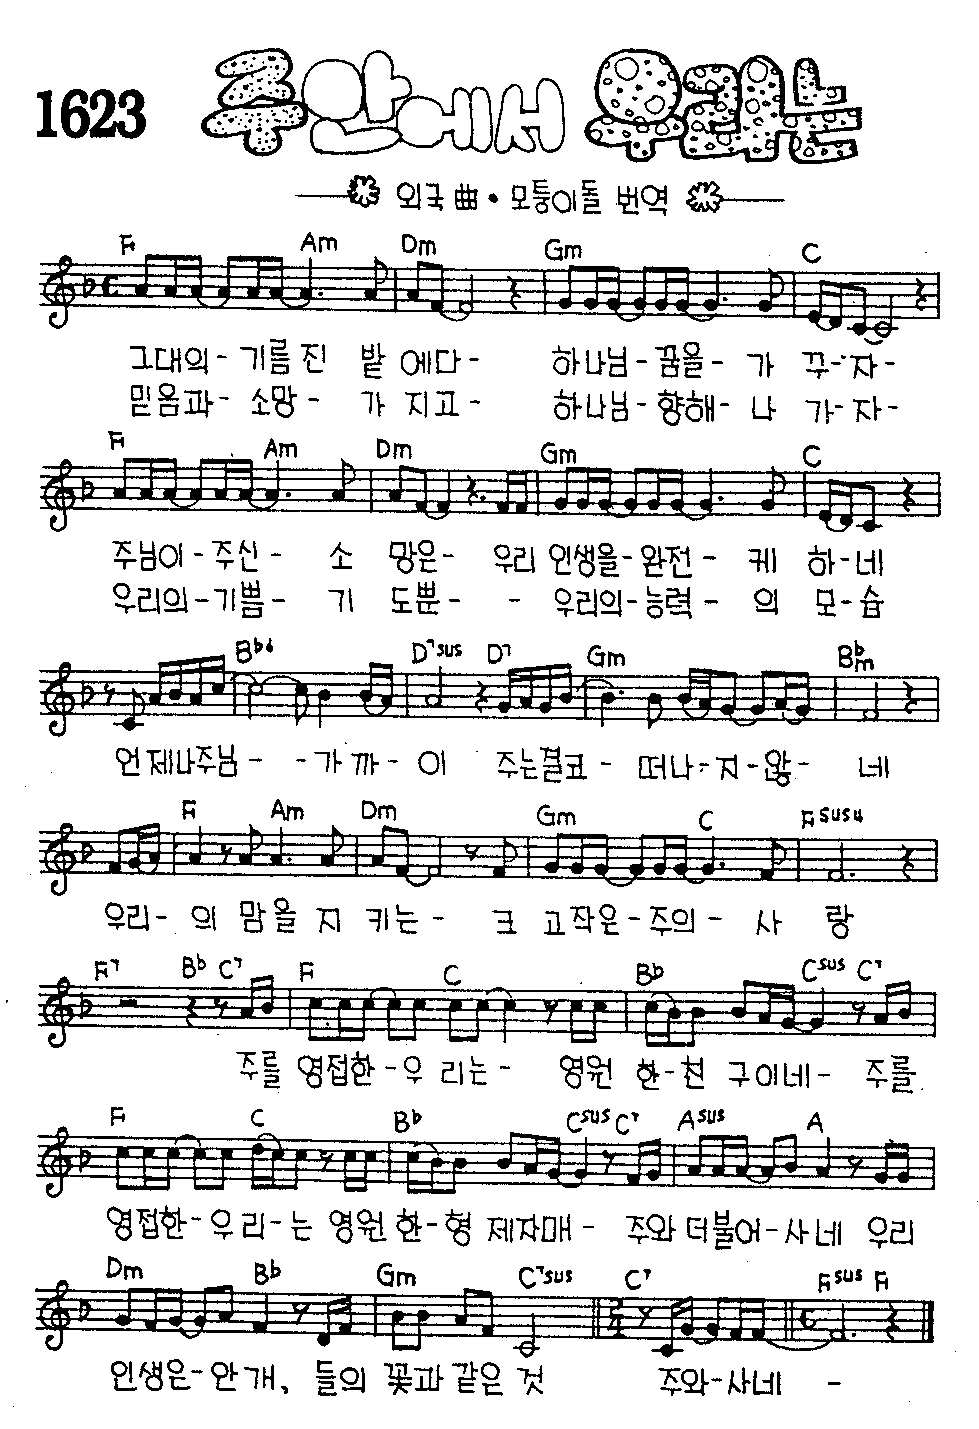 1623 주안에서 우리는
외국曲·모퉁이돌 번역
F Am Dm Gm C
그대의- 기름진 밭 에다- 하나님-꿈을- 가 꾸-자-
믿음과- 소망- 가 지고- 하나님-향해-나 가-자-
F Am Dm Gm C
주님이-주신- 소 망은- 우리 인생을-완전- 케 하-네
우리의-기쁨- 기 도뿐- - 우리의-능력- 의 모-습
Bb6 D7sus D7 Gm Bbm
언제나주님- -가까-이 주는결코- 떠나-지-않- 네
F Am Dm Gm C Fsus4
우리- 의 맘을 지 키는- 크 고작은-주의- 사 랑
F7 Bb C7 F C Bb Csus C7
주를 영접한-우 리는- 영원 한-천 구이네- 주를
F C Bb Csus C7 Asus A
영접한-우리-는 영원한-형 제자매- 주와더불어-사네 우리
Dm Bb Gm C7sus C7 Fsus F
인생은-안개, 들의 꽃과 같은 것 주와-사네 -